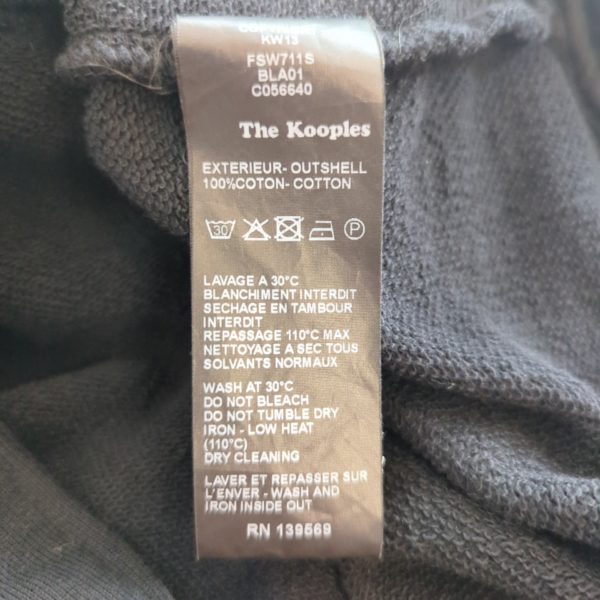 KW13
FSW711S
BLA01
C056640
The Kooples
EXTERIEUR- OUTSHELL
100%COTON- COTTON
30 P
LAVAGE A 30°C
BLANCHIMENT INTERDIT
SECHAGE EN TAMBOUR
INTERDIT
REPASSAGE 110°C MAX
NETTOYAGE A SEC TOUS
SOLVANTS NORMAUX
WASH AT 30°C
DO NOT BLEACH
DO NOT TUMBLE DRY
IRON - LOW HEAT
(110°C)
DRY CLEANING
LAVER ET REPASSER SUR
L'ENVER - WASH AND
IRON INSIDE OUT
RN 139569